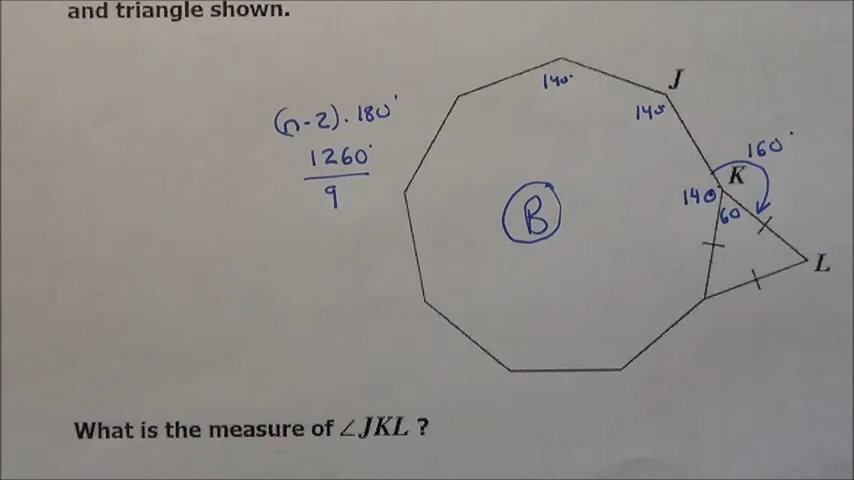 and triangle shown.
140°
J
(n-2)·180°
140
160°
1260°
K
9
140
B
60
L
What is the measure of ∠JKL ?